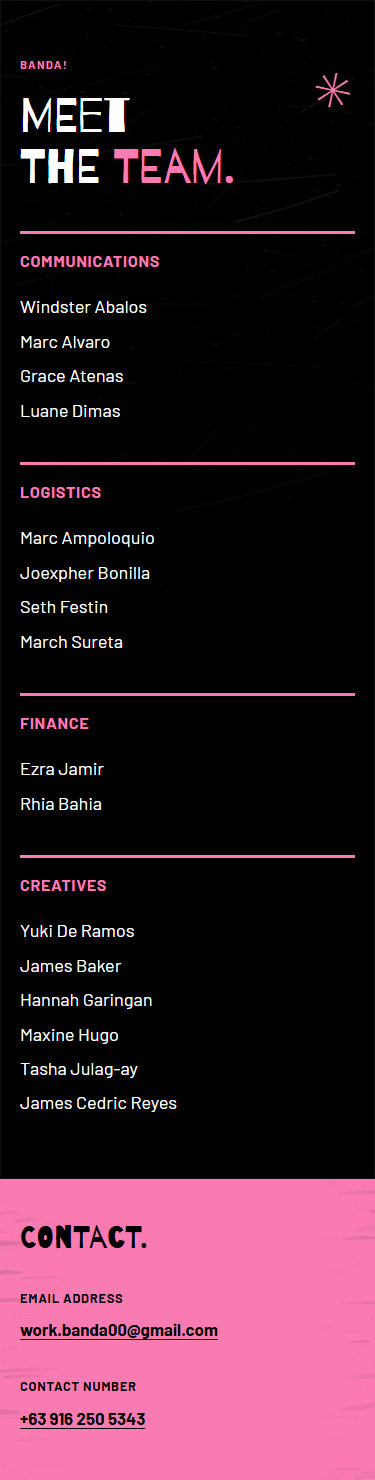 BANDA!
MEET
THE TEAM.
COMMUNICATIONS
Windster Abalos
Marc Alvaro
Grace Atenas
Luane Dimas
LOGISTICS
Marc Ampoloquio
Joexpher Bonilla
Seth Festin
March Sureta
FINANCE
Ezra Jamir
Rhia Bahia
CREATIVES
Yuki De Ramos
James Baker
Hannah Garingan
Maxine Hugo
Tasha Julag-ay
James Cedric Reyes
CONTACT.
EMAIL ADDRESS
work.banda00@gmail.com
CONTACT NUMBER
+63 916 250 5343